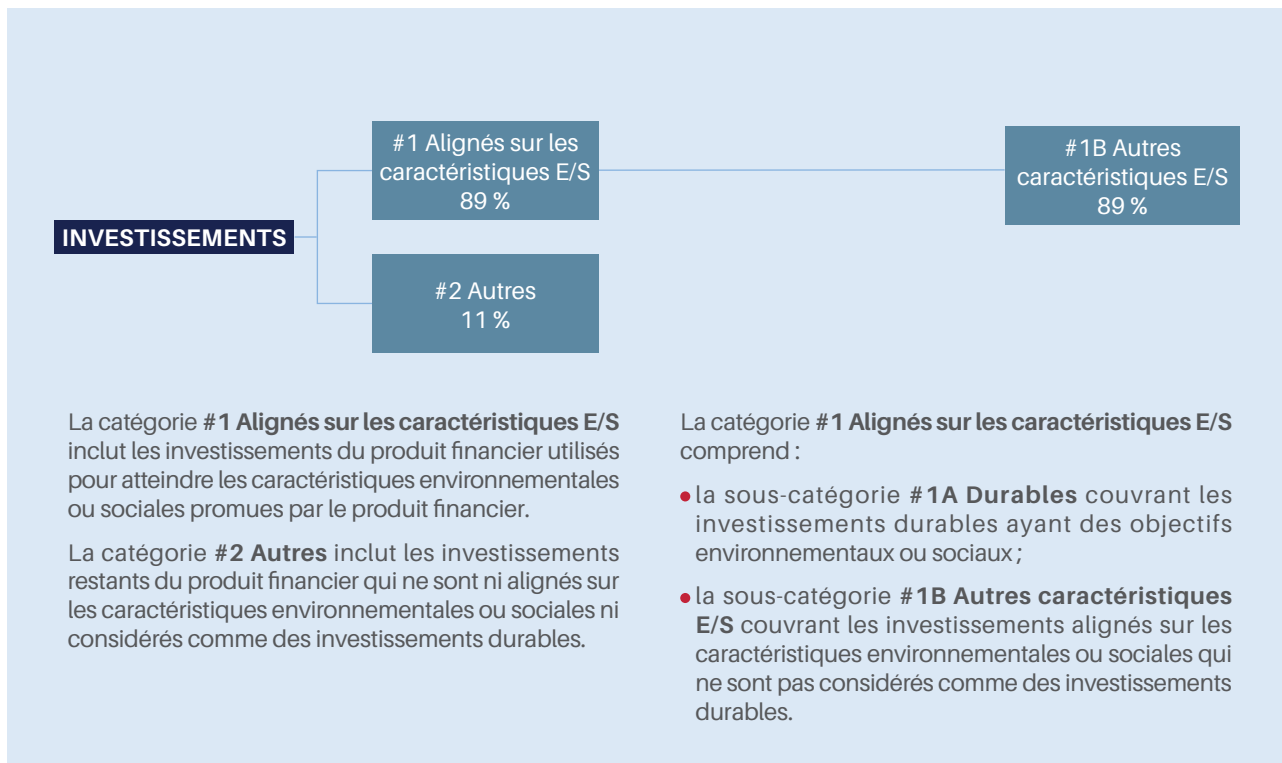 #1 Alignés sur les
caractéristiques E/S
89 %
#1B Autres
caractéristiques E/S
89 %
INVESTISSEMENTS
#2 Autres
11 %
La catégorie #1 Alignés sur les caractéristiques E/S
inclut les investissements du produit financier utilisés
pour atteindre les caractéristiques environnementales
ou sociales promues par le produit financier.
La catégorie #2 Autres inclut les investissements
restants du produit financier qui ne sont ni alignés sur
les caractéristiques environnementales ou sociales ni
considérés comme des investissements durables.
La catégorie #1 Alignés sur les caractéristiques E/S
comprend :
• la sous-catégorie #1A Durables couvrant les
investissements durables ayant des objectifs
environnementaux ou sociaux ;
• la sous-catégorie #1B Autres caractéristiques
E/S couvrant les investissements alignés sur les
caractéristiques environnementales ou sociales qui
ne sont pas considérés comme des investissements
durables.